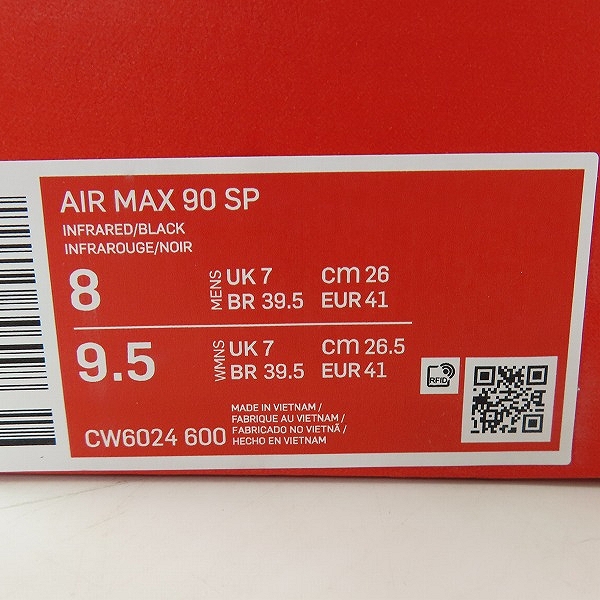 AIR MAX 90 SP
INFRARED/BLACK
INFRAROUGE/NOIR
8 MENS UK 7 cm 26
BR 39.5 EUR 41
9.5 WMNS UK 7 cm 26.5
BR 39.5 EUR 41
RFID
CW6024 600
MADE IN VIETNAM /
FABRIQUE AU VIETNAM /
FABRICADO NO VIETNÃ /
HECHO EN VIETNAM